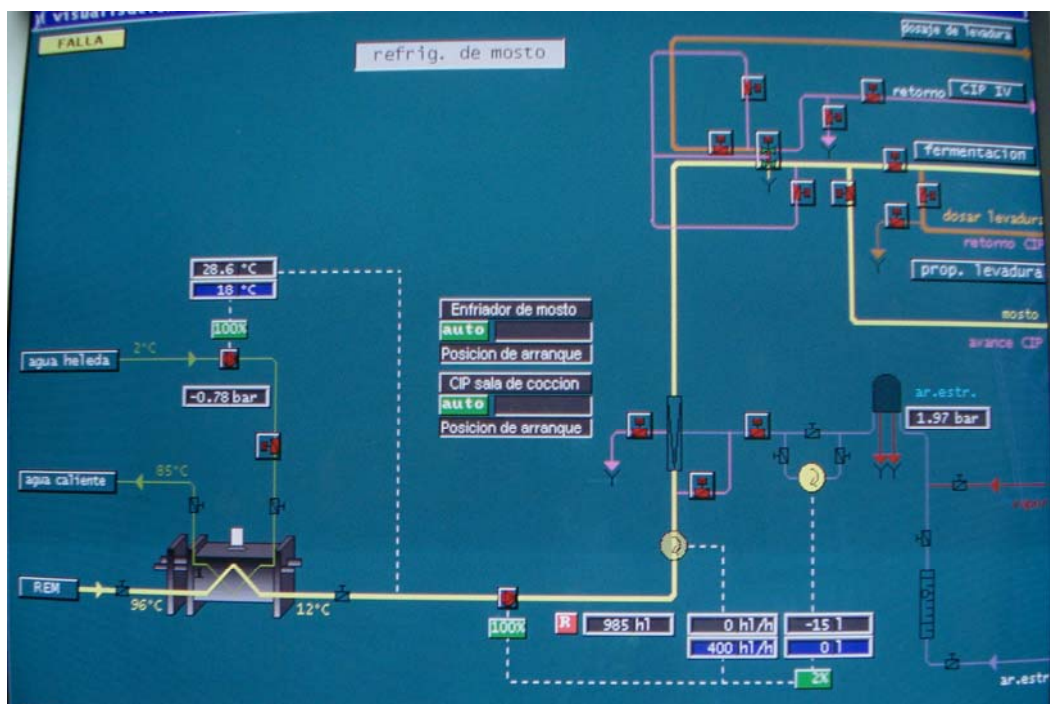 FALLA
refrig. de mosto
dosaje de levadura
retorno
CIP IV
fermentacion
dosar levadura
retorno CIP
prop. levadura
mosto
avance CIP
28.6 °C
18 °C
100%
agua heleda
2°C
-0.78 bar
agua caliente
85°C
REM
96°C
12°C
Enfriador de mosto
auto
Posicion de arranque
CIP sala de coccion
auto
Posicion de arranque
ar.estr.
1.97 bar
100%
R
985 hl
0 hl/h
400 hl/h
-15 l
0 l
2%
ar.estr